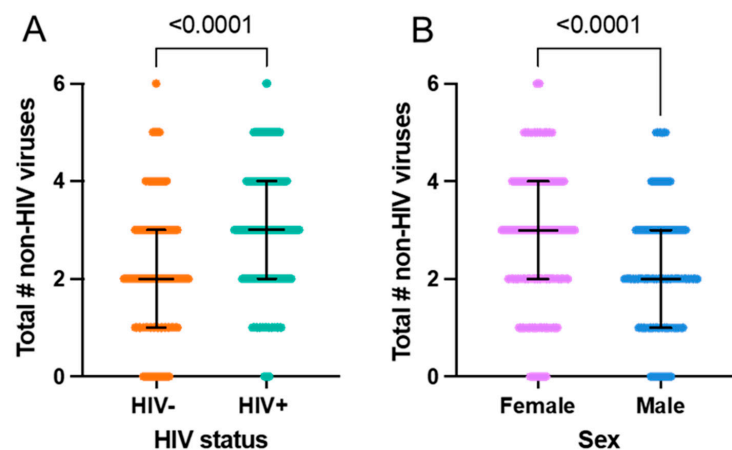 A
<0.0001
Total # non-HIV viruses
6
4
2
0
HIV-
HIV+
HIV status
B
<0.0001
Total # non-HIV viruses
6
4
2
0
Female
Male
Sex